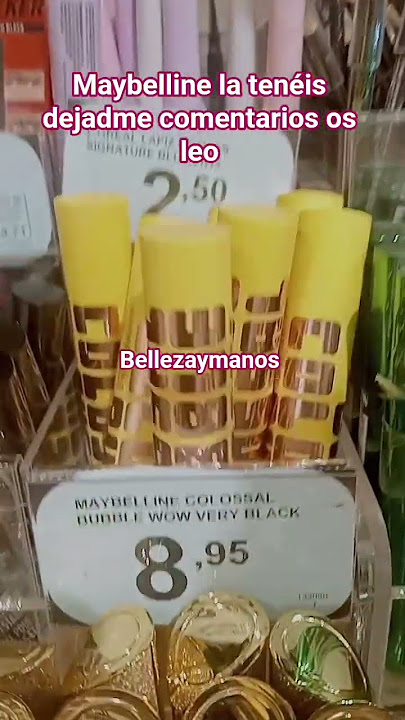 Maybelline la tenéis
dejadme comentarios os
leo
2,50
Bellezaymanos
MAYBELLINE COLOSSAL
BUBBLE WOW VERY BLACK
8,95